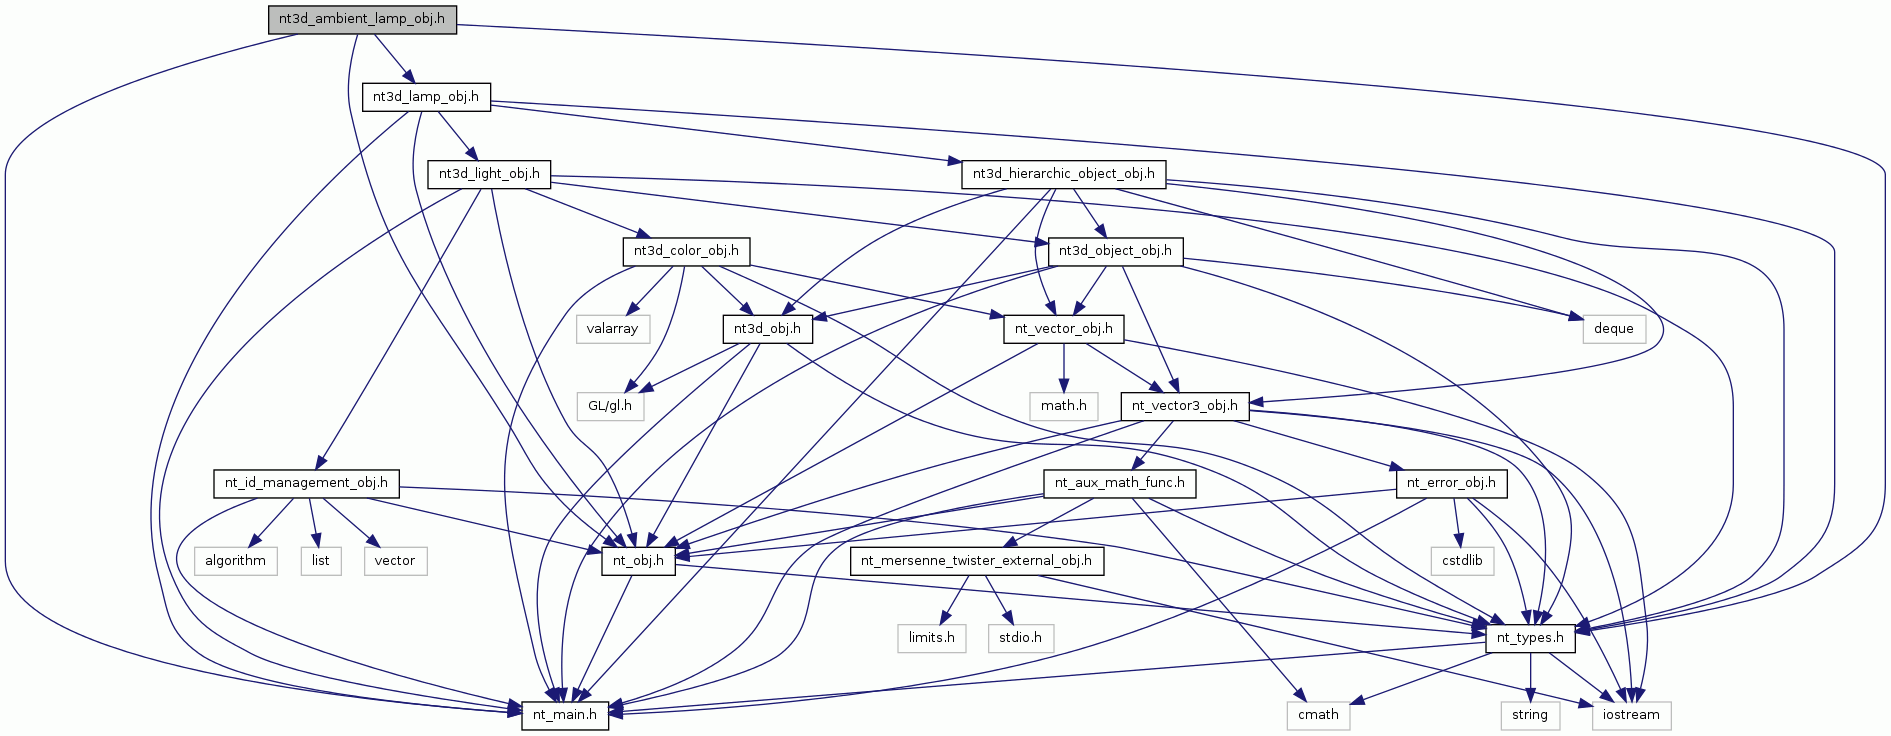 nt3d_ambient_lamp_obj.h
nt3d_lamp_obj.h
nt3d_light_obj.h
nt3d_hierarchic_object_obj.h
nt3d_color_obj.h
nt3d_object_obj.h
valarray
nt3d_obj.h
nt_vector_obj.h
deque
GL/gl.h
math.h
nt_vector3_obj.h
nt_id_management_obj.h
nt_aux_math_func.h
nt_error_obj.h
algorithm
list
vector
nt_obj.h
nt_mersenne_twister_external_obj.h
cstdlib
limits.h
stdio.h
nt_types.h
nt_main.h
cmath
string
iostream